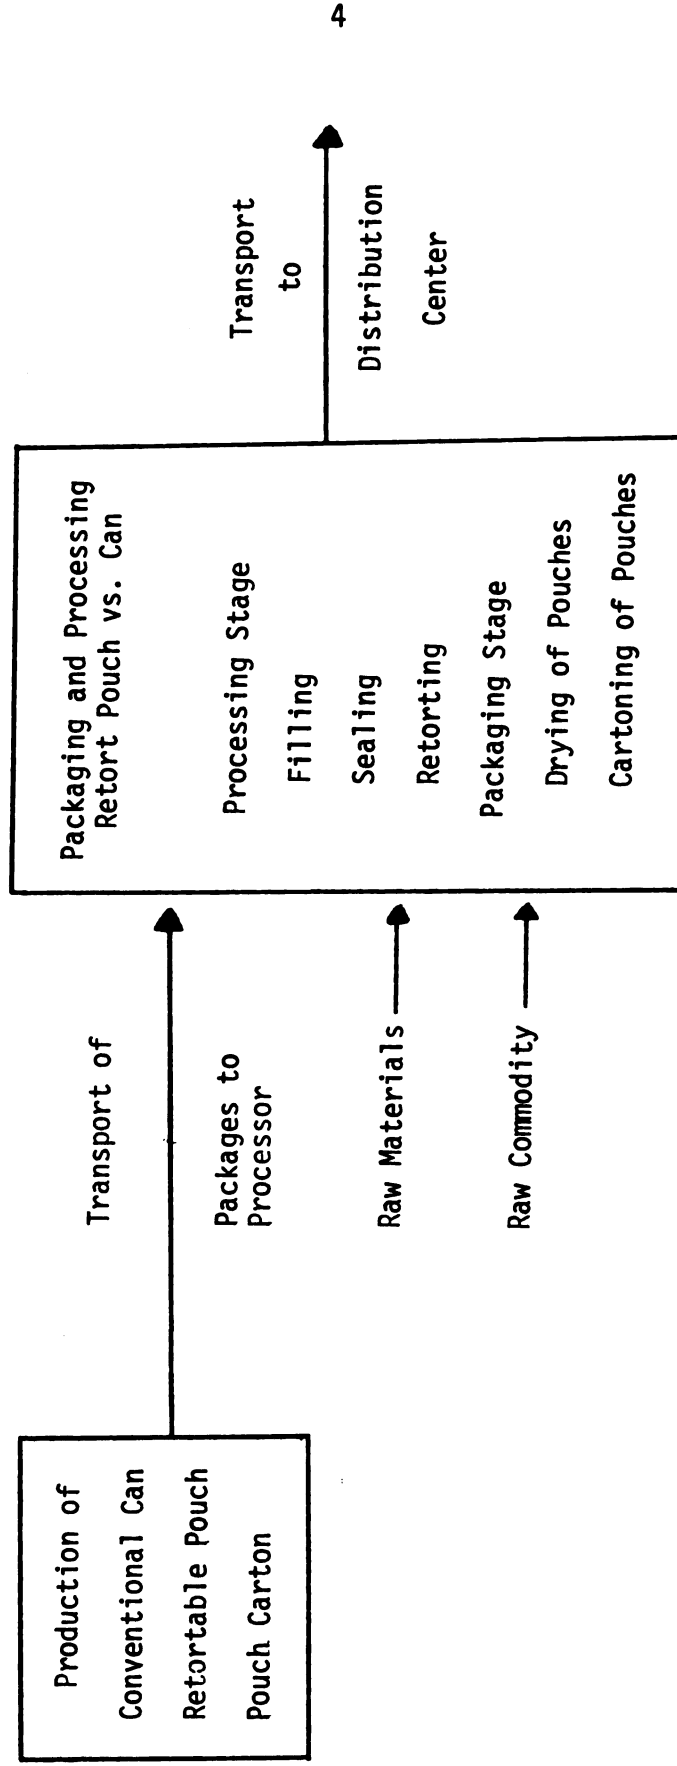 4
Production of
Conventional Can
Retortable Pouch
Pouch Carton
Transport of
Packages to
Processor
Raw Materials
Raw Commodity
Packaging and Processing
Retort Pouch vs. Can
Processing Stage
Filling
Sealing
Retorting
Packaging Stage
Drying of Pouches
Cartoning of Pouches
Transport
to
Distribution
Center